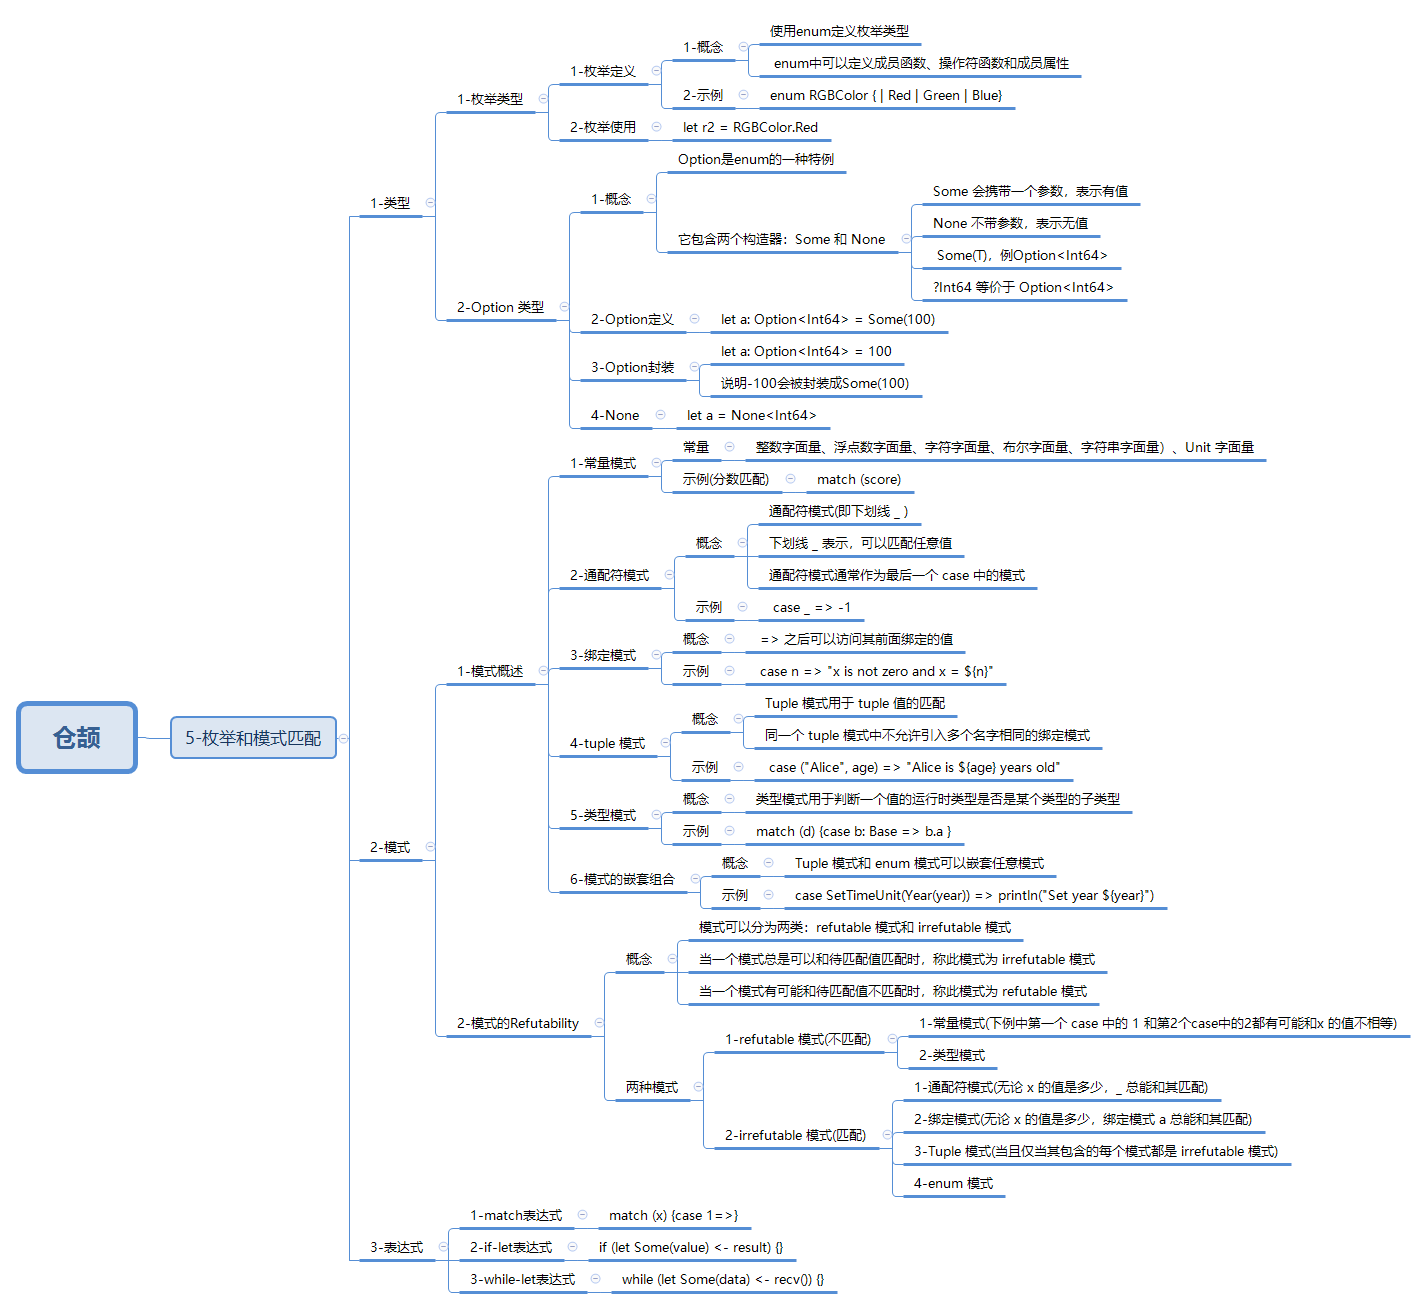 仓颉
5-枚举和模式匹配
1-类型
1-枚举类型
1-枚举定义
1-概念
使用enum定义枚举类型
enum中可以定义成员函数、操作符函数和成员属性
2-示例
enum RGBColor { | Red | Green | Blue}
2-枚举使用
let r2 = RGBColor.Red
2-Option 类型
1-概念
Option是enum的一种特例
它包含两个构造器：Some 和 None
Some 会携带一个参数，表示有值
None 不带参数，表示无值
Some(T)，例Option<Int64>
?Int64 等价于 Option<Int64>
2-Option定义
let a: Option<Int64> = Some(100)
3-Option封装
let a: Option<Int64> = 100
说明-100会被封装成Some(100)
4-None
let a = None<Int64>
2-模式
1-模式概述
1-常量模式
常量
整数字面量、浮点数字面量、字符字面量、布尔字面量、字符串字面量）、Unit 字面量
示例(分数匹配)
match (score)
2-通配符模式
概念
通配符模式(即下划线 _ )
下划线 _ 表示，可以匹配任意值
通配符模式通常作为最后一个 case 中的模式
示例
case _ => -1
3-绑定模式
概念
=> 之后可以访问其前面绑定的值
示例
case n => "x is not zero and x = ${n}"
4-tuple 模式
概念
Tuple 模式用于 tuple 值的匹配
同一个 tuple 模式中不允许引入多个名字相同的绑定模式
示例
case ("Alice", age) => "Alice is ${age} years old"
5-类型模式
概念
类型模式用于判断一个值的运行时类型是否是某个类型的子类型
示例
match (d) {case b: Base => b.a }
6-模式的嵌套组合
概念
Tuple 模式和 enum 模式可以嵌套任意模式
示例
case SetTimeUnit(Year(year)) => println("Set year ${year}")
2-模式的Refutability
概念
模式可以分为两类：refutable 模式和 irrefutable 模式
当一个模式总是可以和待匹配值匹配时，称此模式为 irrefutable 模式
当一个模式有可能和待匹配值不匹配时，称此模式为 refutable 模式
两种模式
1-refutable 模式(不匹配)
1-常量模式(下例中第一个 case 中的 1 和第2个case中的2都有可能和x 的值不相等)
2-类型模式
2-irrefutable 模式(匹配)
1-通配符模式(无论 x 的值是多少，_ 总能和其匹配)
2-绑定模式(无论 x 的值是多少，绑定模式 a 总能和其匹配)
3-Tuple 模式(当且仅当其包含的每个模式都是 irrefutable 模式)
4-enum 模式
3-表达式
1-match表达式
match (x) {case 1=>}
2-if-let表达式
if (let Some(value) <- result) {}
3-while-let表达式
while (let Some(data) <- recv()) {}